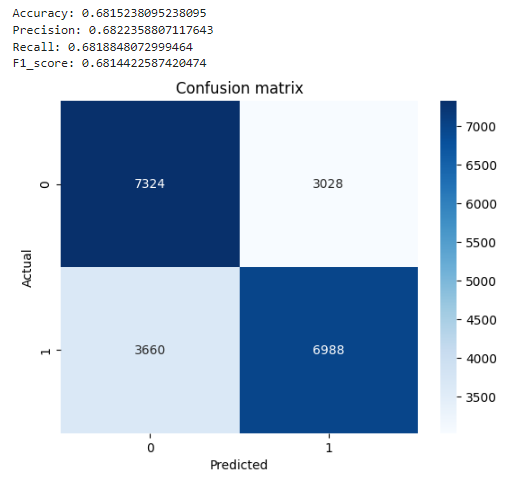 Accuracy: 0.6815238095238095
Precision: 0.6822358807117643
Recall: 0.6818848072999464
F1_score: 0.6814422587420474
Confusion matrix
7324 3028
3660 6988
0
1
Actual
0 1
Predicted
7000
6500
6000
5500
5000
4500
4000
3500